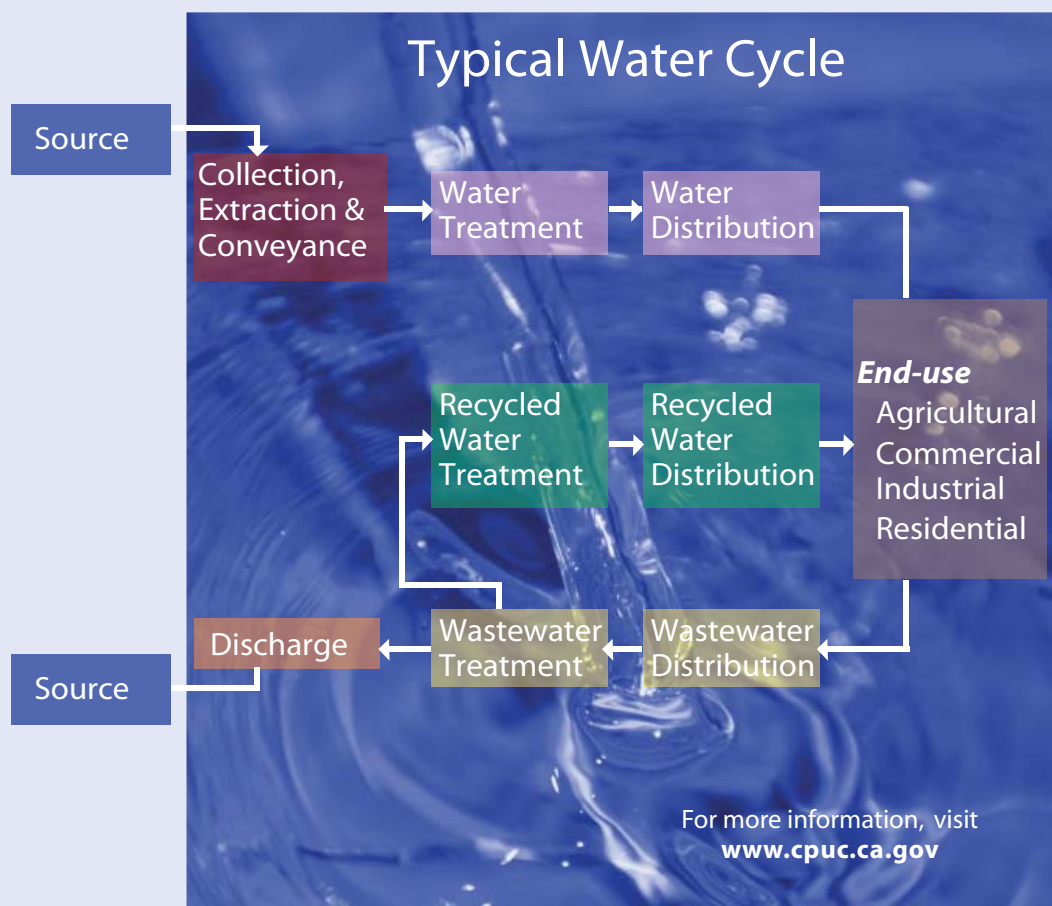 Typical Water Cycle
Source
Collection,
Extraction &
Conveyance
Water
Treatment
Water
Distribution
End-use
Agricultural
Commercial
Industrial
Residential
Recycled
Water
Treatment
Recycled
Water
Distribution
Discharge
Wastewater
Treatment
Wastewater
Distribution
Source
For more information, visit
www.cpuc.ca.gov